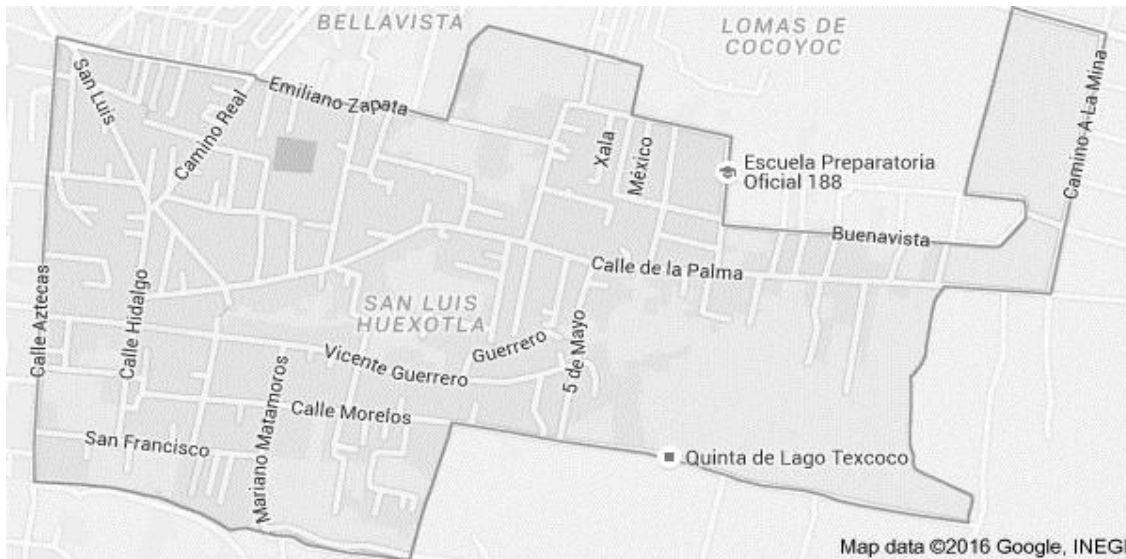 BELLAVISTA
LOMAS DE
COCOYOC
San Luis
Camino Real
Emiliano Zapata
Xala
México
Escuela Preparatoria
Oficial 188
Camino A La Mina
Buenavista
Calle de la Palma
Calle Aztecas
Calle Hidalgo
SAN LUIS
HUEXOTLA
Guerrero
5 de Mayo
Vicente Guerrero
Mariano Matamoros
Calle Morelos
San Francisco
Quinta de Lago Texcoco
Map data ©2016 Google, INEGI